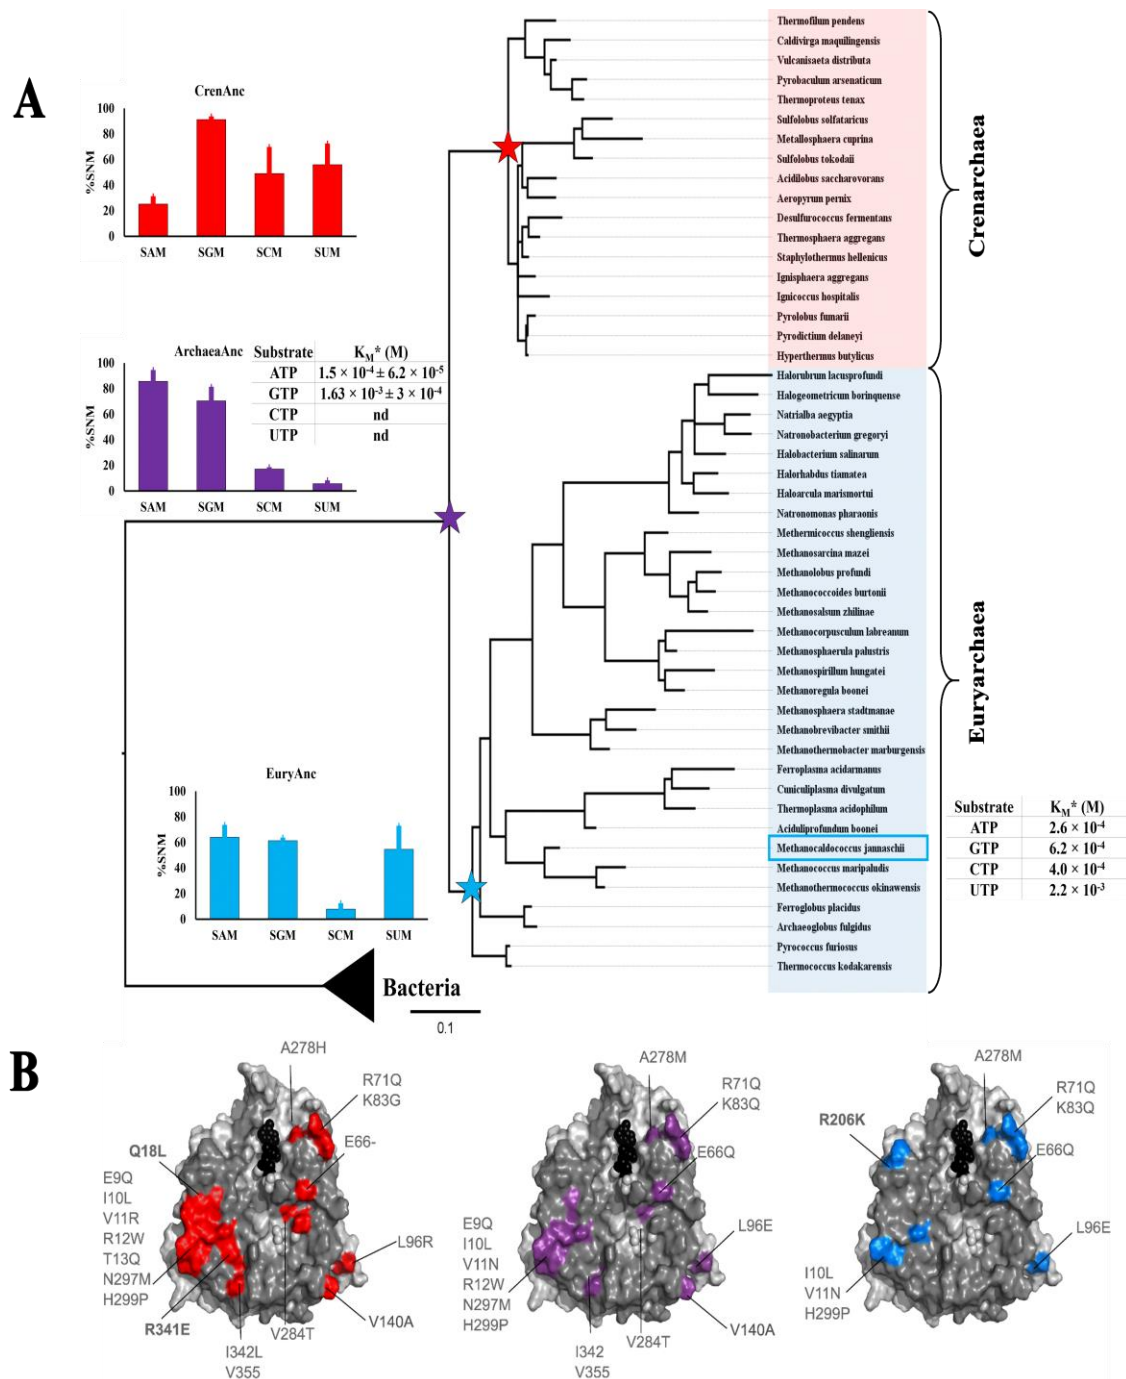 A
CrenAnc
100
80
60
40
20
0
%SNM
SAM SGM SCM SUM
ArchaeaAnc
100
80
60
40
20
0
%SNM
SAM SGM SCM SUM
Substrate K_M* (M)
ATP 1.5 × 10⁻⁴ ± 6.2 × 10⁻⁵
GTP 1.63 × 10⁻³ ± 3 × 10⁻⁴
CTP nd
UTP nd
EuryAnc
100
80
60
40
20
0
%SNM
SAM SGM SCM SUM
Bacteria
0.1
Thermofilum pendens
Caldivirga maquilingensis
Vulcanisaeta distributa
Pyrobaculum arsenaticum
Thermoproteus tenax
Sulfolobus solfataricus
Metallosphaera cuprina
Sulfolobus tokodaii
Acidilobus saccharovorans
Aeropyrum pernix
Desulfurococcus fermentans
Thermosphaera aggregans
Staphylothermus hellenicus
Ignisphaera aggregans
Ignicoccus hospitalis
Pyrolobus fumarii
Pyrodictium delaneyi
Hyperthermus butylicus
Halorubrum lacusprofundi
Halogeometricum borinquense
Natrialba aegyptia
Natronobacterium gregoryi
Halobacterium salinarum
Halorhabdus tiamatea
Haloarcula marismortui
Natronomonas pharaonis
Methermicoccus shengliensis
Methanosarcina mazei
Methanolobus profundi
Methanococcoides burtonii
Methanosalsum zhilinae
Methanocorpusculum labreanum
Methanosphaerula palustris
Methanospirillum hungatei
Methanoregula boonei
Methanosphaera stadtmanae
Methanobrevibacter smithii
Methanothermobacter marburgensis
Ferroplasma acidarmanus
Cuniculiplasma divulgatum
Thermoplasma acidophilum
Aciduliprofundum boonei
Methanocaldococcus jannaschii
Methanococcus maripaludis
Methanothermococcus okinawensis
Ferroglobus placidus
Archaeoglobus fulgidus
Pyrococcus furiosus
Thermococcus kodakarensis
Crenarchaea
Euryarchaea
Substrate K_M* (M)
ATP 2.6 × 10⁻⁴
GTP 6.2 × 10⁻⁴
CTP 4.0 × 10⁻⁴
UTP 2.2 × 10⁻³
B
A278H
R71Q
K83G
E66-
Q18L
E9Q
I10L
V11R
R12W
T13Q
N297M
H299P
R341E
I342L
V355
V284T
L96R
V140A
A278M
R71Q
K83Q
E66Q
E9Q
I10L
V11N
R12W
N297M
H299P
I342
V355
V284T
L96E
V140A
A278M
R71Q
K83Q
R206K
E66Q
L96E
I10L
V11N
H299P